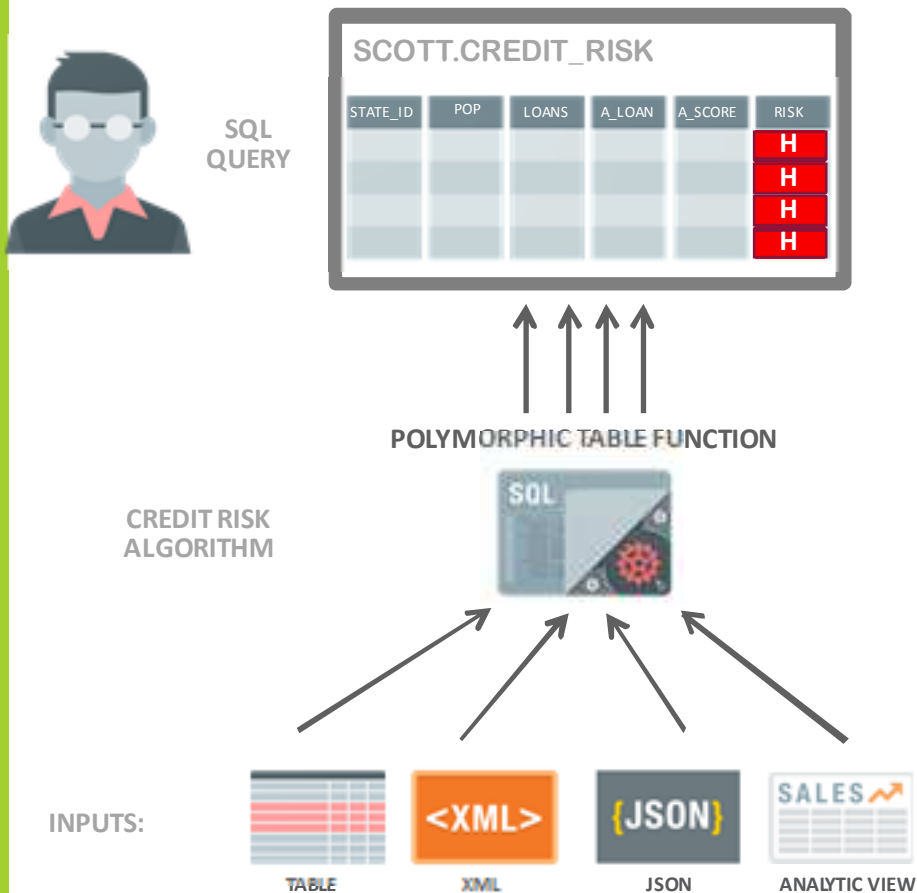 SCOTT.CREDIT_RISK
STATE_ID POP LOANS A_LOAN A_SCORE RISK
H
H
H
H
SQL
QUERY
POLYMORPHIC TABLE FUNCTION
SQL
CREDIT RISK
ALGORITHM
INPUTS:
<XML>
{JSON}
SALES
TABLE
XML
JSON
ANALYTIC VIEW